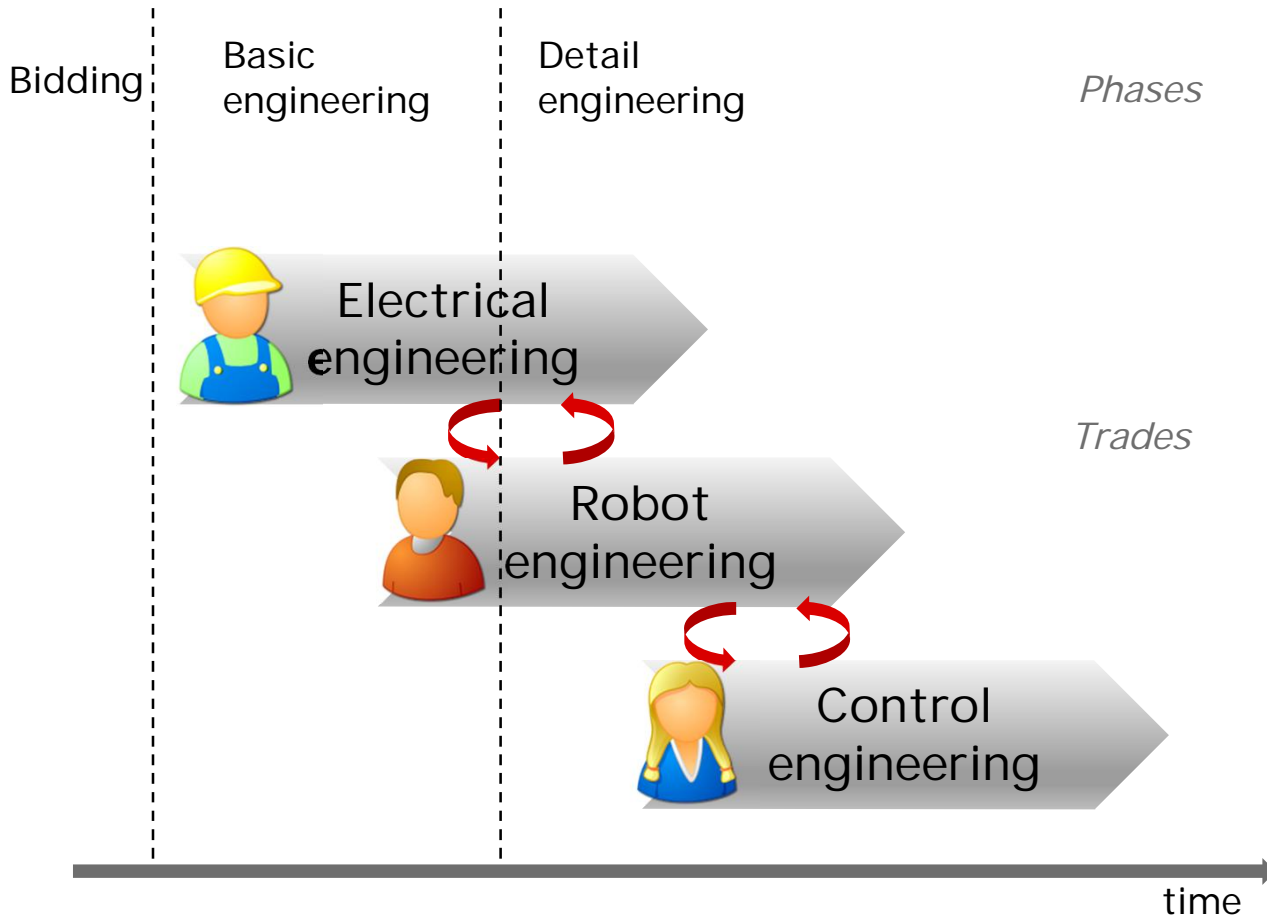 Bidding
Basic
engineering
Detail
engineering
Phases
Electrical
engineering
Trades
Robot
engineering
Control
engineering
time